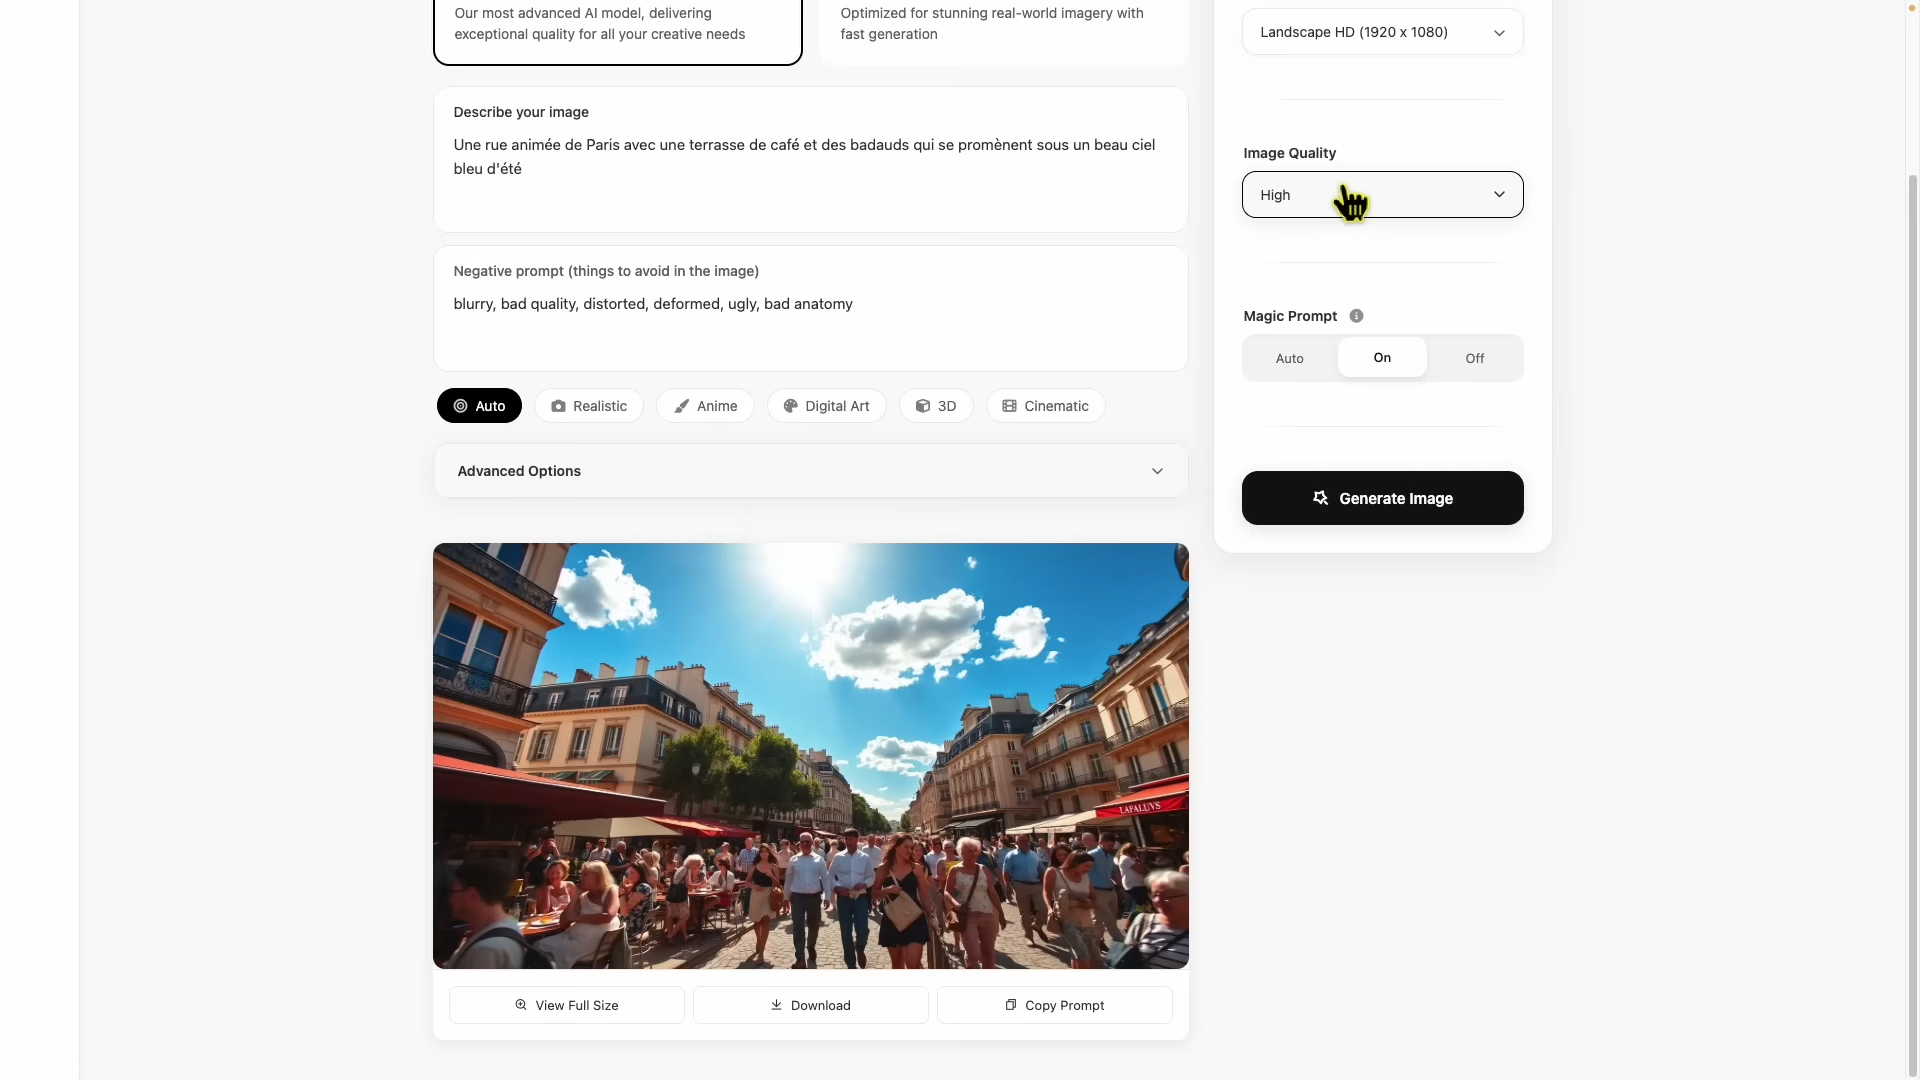 Our most advanced AI model, delivering
exceptional quality for all your creative needs
Optimized for stunning real-world imagery with
fast generation
Landscape HD (1920 x 1080)
Describe your image
Une rue animée de Paris avec une terrasse de café et des badauds qui se promènent sous un beau ciel
bleu d'été
Image Quality
High
Negative prompt (things to avoid in the image)
blurry, bad quality, distorted, deformed, ugly, bad anatomy
Magic Prompt
Auto
On
Off
Auto
Realistic
Anime
Digital Art
3D
Cinematic
Advanced Options
Generate Image
LAFALUVS
View Full Size
Download
Copy Prompt